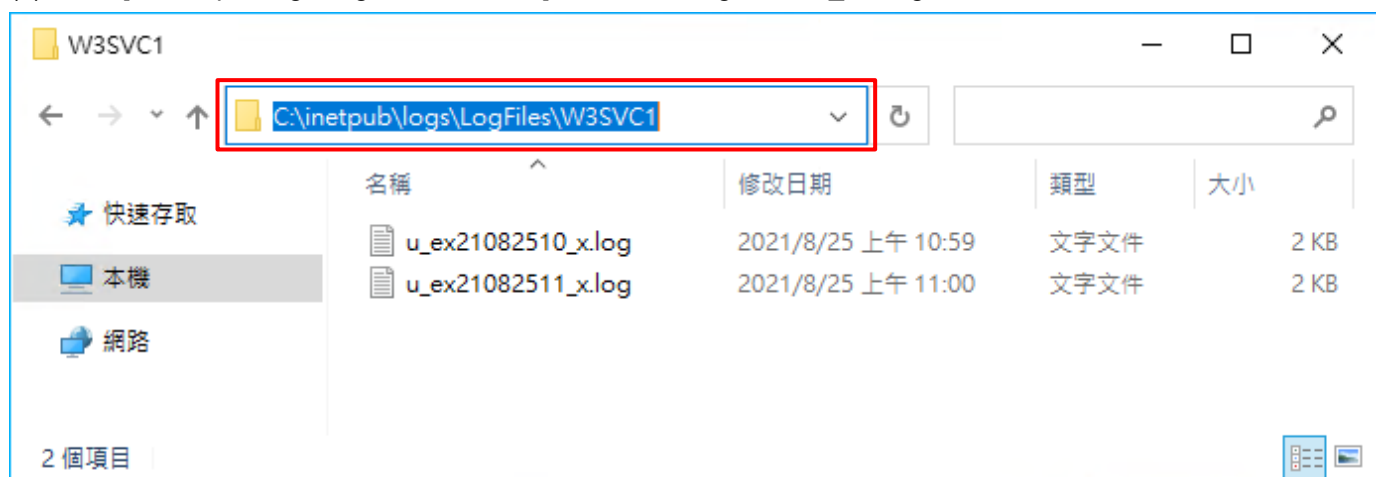 W3SVC1
C:\inetpub\logs\LogFiles\W3SVC1
名稱 修改日期 類型 大小
快速存取
本機
網路
u_ex21082510_x.log 2021/8/25 上午 10:59 文字文件 2 KB
u_ex21082511_x.log 2021/8/25 上午 11:00 文字文件 2 KB
2 個項目